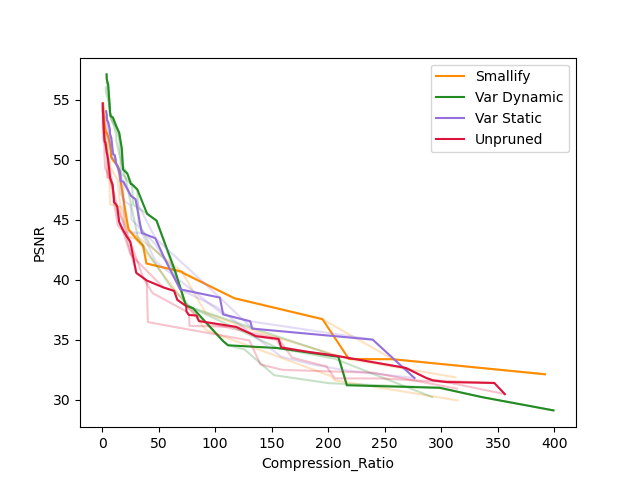 Smallify
Var Dynamic
Var Static
Unpruned
PSNR
55
50
45
40
35
30
0 50 100 150 200 250 300 350 400
Compression_Ratio